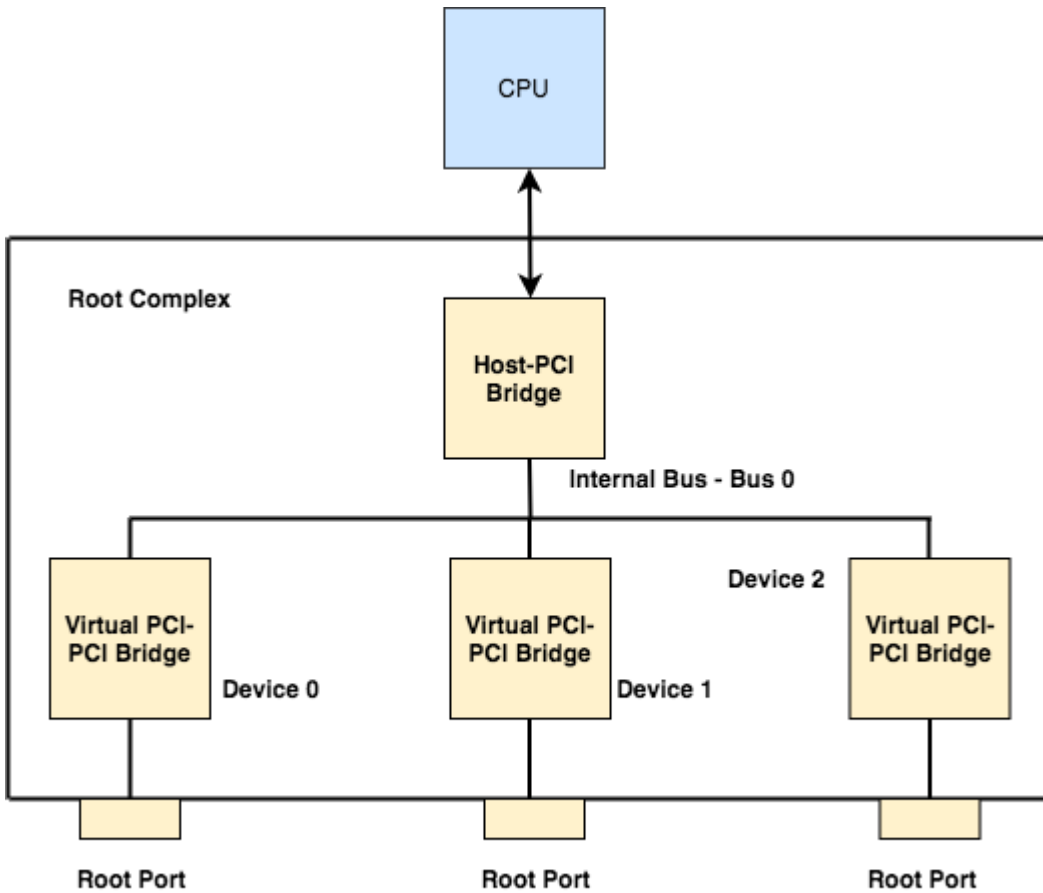 CPU
Root Complex
Host-PCI
Bridge
Internal Bus - Bus 0
Device 2
Virtual PCI-
PCI Bridge
Virtual PCI-
PCI Bridge
Virtual PCI-
PCI Bridge
Device 0
Device 1
Root Port
Root Port
Root Port